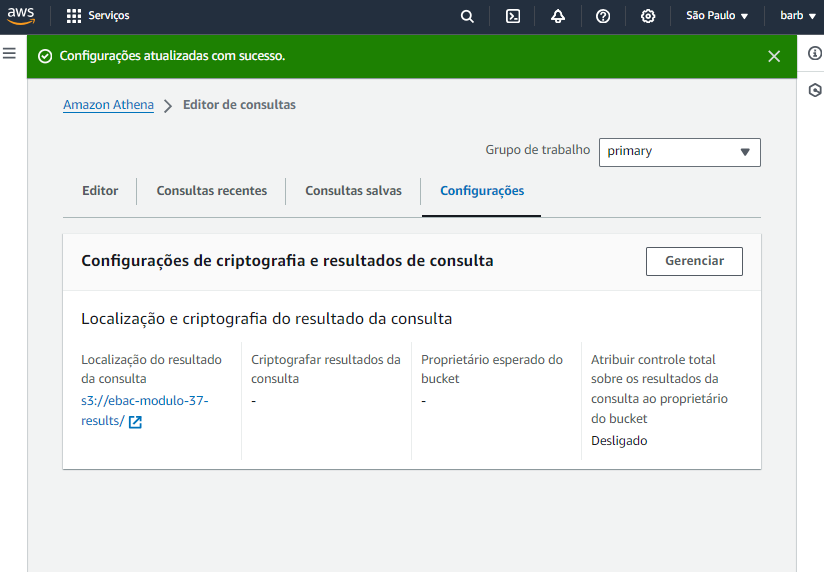 aws
Serviços
São Paulo
barb
Configurações atualizadas com sucesso.
Amazon Athena
Editor de consultas
Grupo de trabalho
primary
Editor
Consultas recentes
Consultas salvas
Configurações
Configurações de criptografia e resultados de consulta
Gerenciar
Localização e criptografia do resultado da consulta
Localização do resultado
da consulta
s3://ebac-modulo-37-
results/
Criptografar resultados da
consulta
-
Proprietário esperado do
bucket
-
Atribuir controle total
sobre os resultados da
consulta ao proprietário
do bucket
Desligado